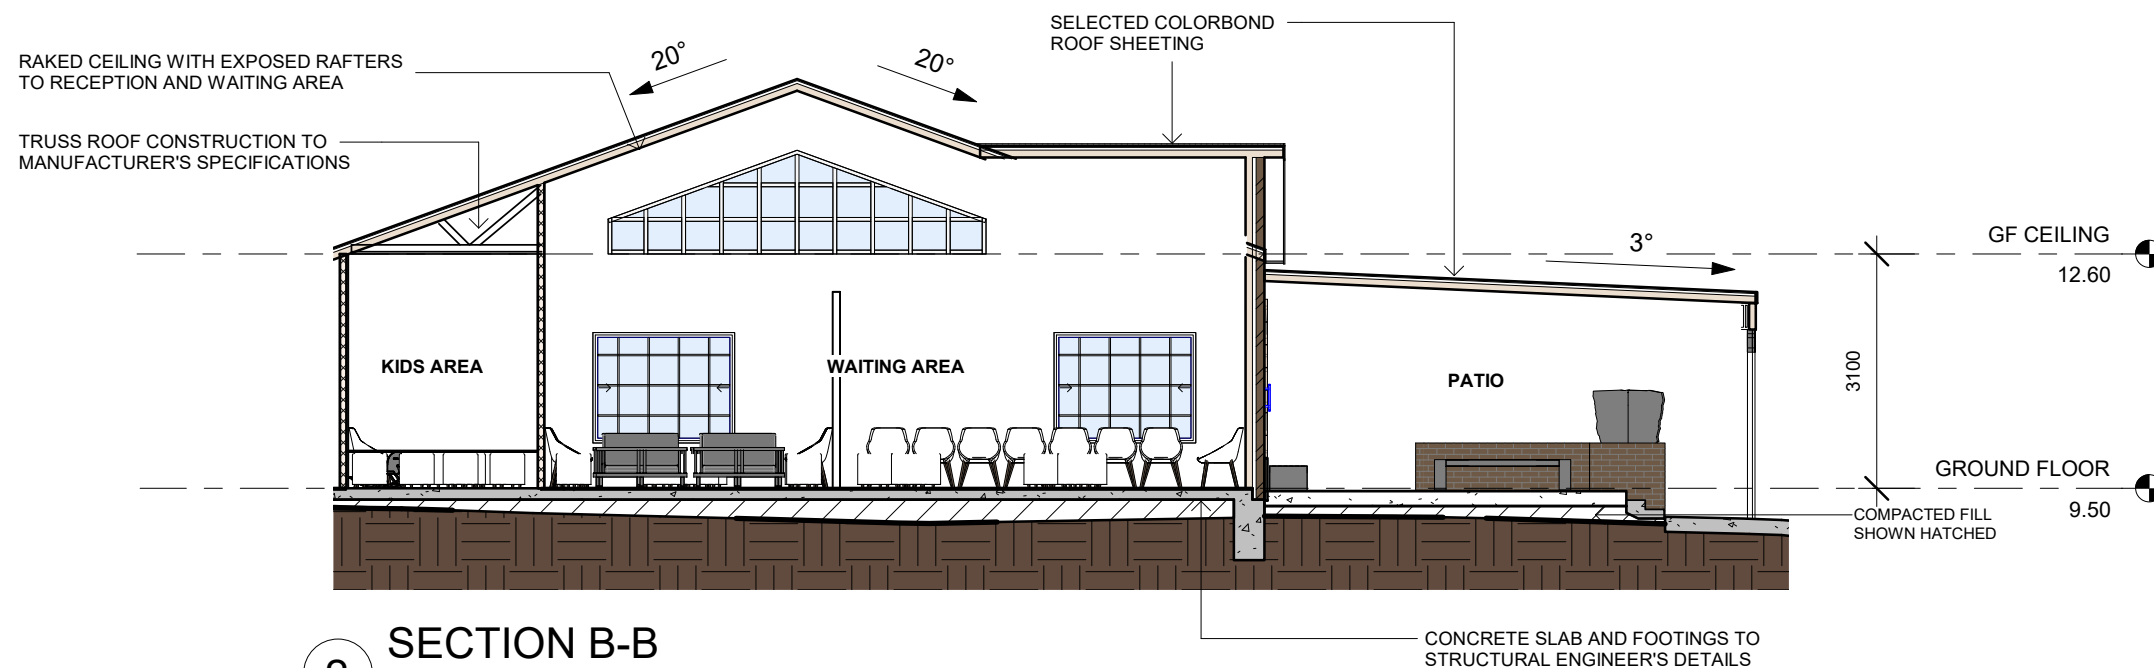 SELECTED COLORBOND
ROOF SHEETING
20°
20°
RAKED CEILING WITH EXPOSED RAFTERS
TO RECEPTION AND WAITING AREA
TRUSS ROOF CONSTRUCTION TO
MANUFACTURER'S SPECIFICATIONS
3°
GF CEILING
12.60
KIDS AREA
WAITING AREA
PATIO
3100
GROUND FLOOR
9.50
COMPACTED FILL
SHOWN HATCHED
SECTION B-B
CONCRETE SLAB AND FOOTINGS TO
STRUCTURAL ENGINEER'S DETAILS